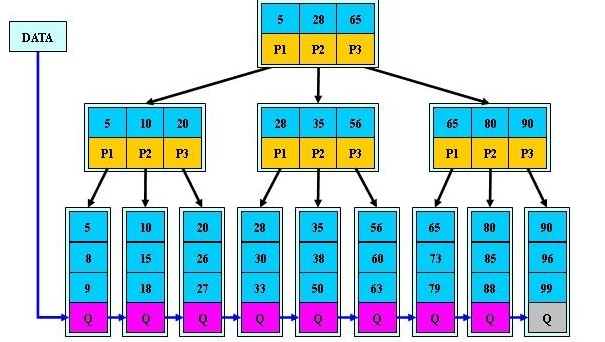 5 28 65
DATA
P1 P2 P3
5 10 20 28 35 56 65 80 90
P1 P2 P3 P1 P2 P3 P1 P2 P3
5 10 20 28 35 56 65 80 90
8 15 26 30 38 60 73 85 96
9 18 27 33 50 63 79 88 99
Q Q Q Q Q Q Q Q Q